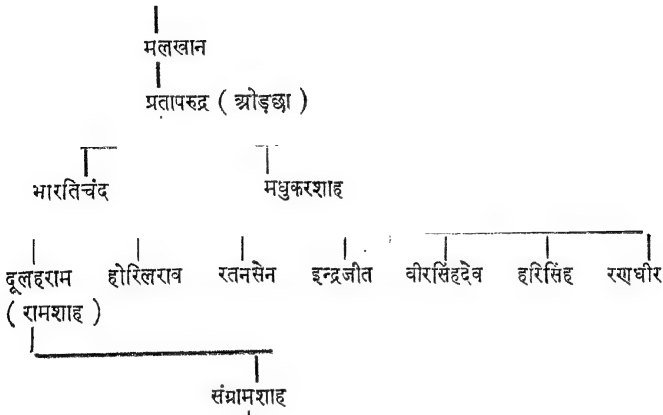 मलखान
प्रतापरुद्र ( ओड़छा )
भारतिचंद मधुकरशाह
दूलहराम होरिलराव रतनसेन इन्द्रजीत वीरसिंहदेव हरिसिंह रणधीर
( रामशाह )
संग्रामशाह